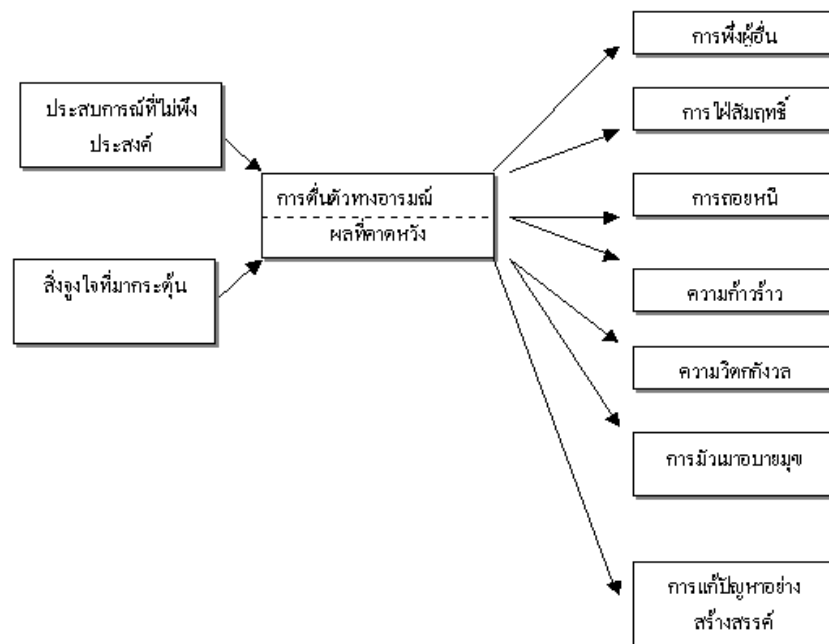 ประสบการณ์ที่ไม่พึง
ประสงค์
สิ่งจูงใจที่มากระตุ้น
การตื่นตัวทางอารมณ์
ผลที่คาดหวัง
การพึ่งผู้อื่น
การใฝ่สัมฤทธิ์
การถอยหนี
ความก้าวร้าว
ความวิตกกังวล
การมัวเมาอบายมุข
การแก้ปัญหาอย่าง
สร้างสรรค์